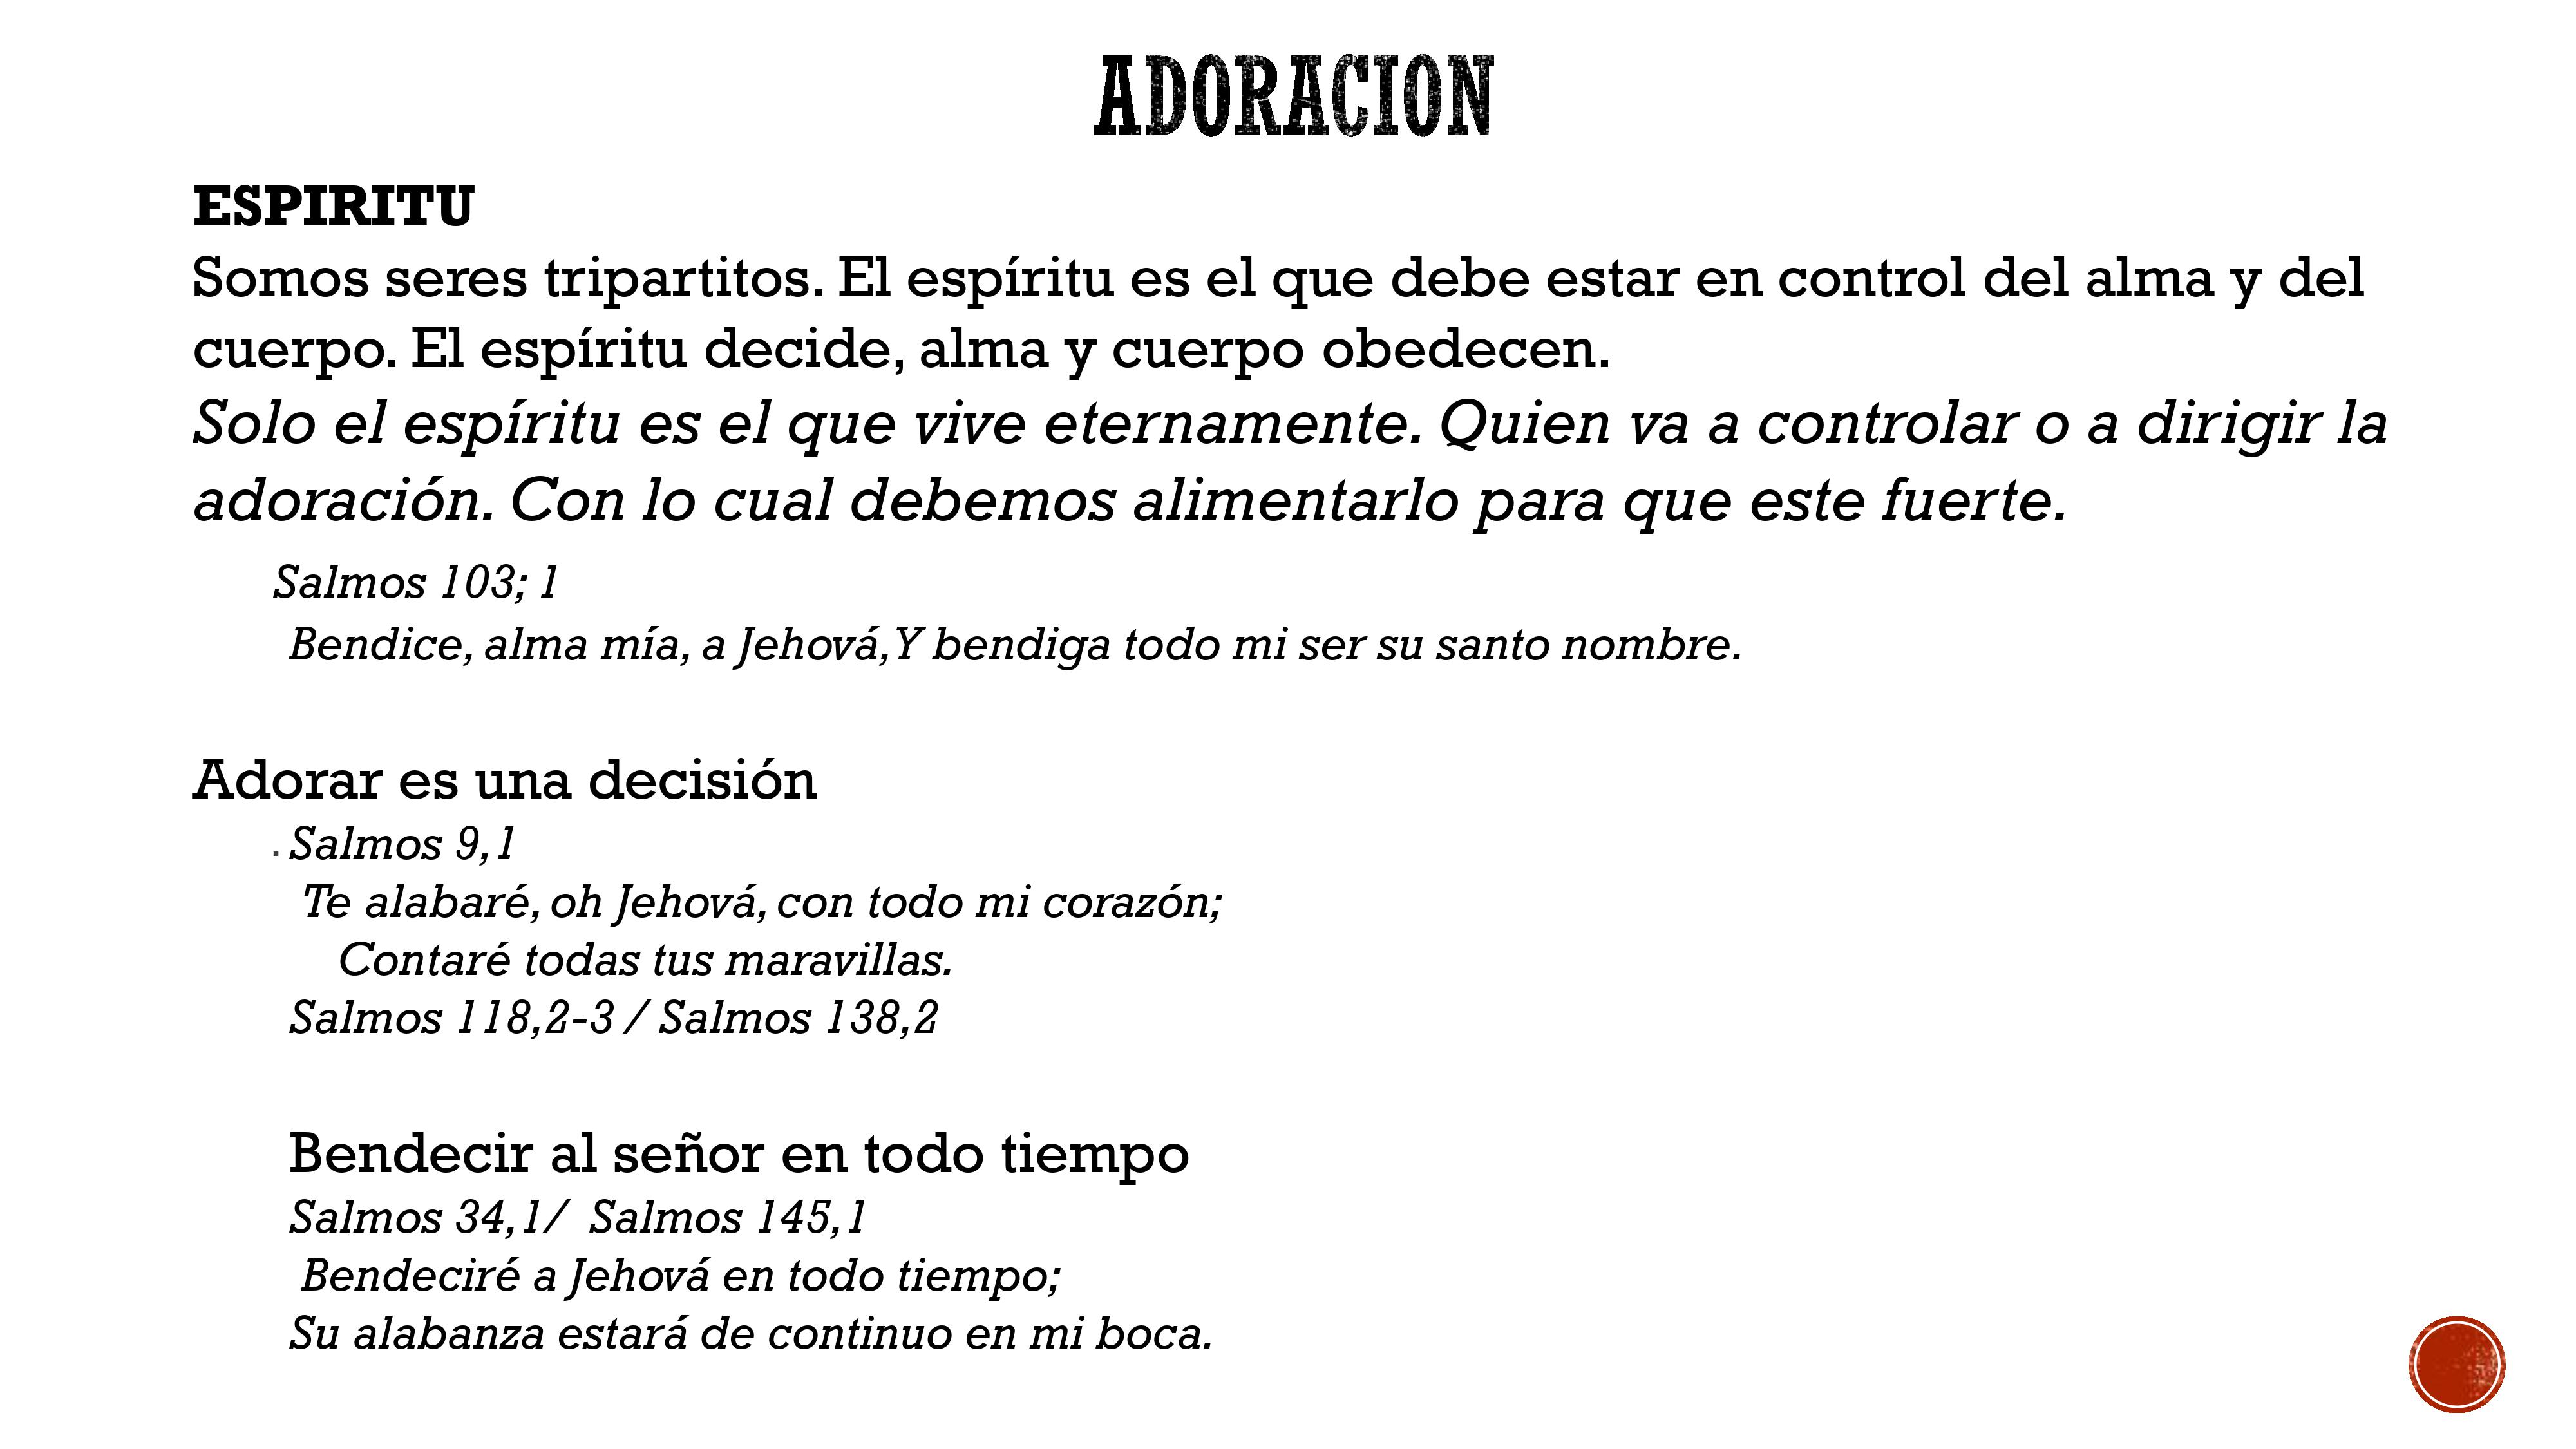 ADORACION
ESPIRITU
Somos seres tripartitos. El espíritu es el que debe estar en control del alma y del
cuerpo. El espíritu decide, alma y cuerpo obedecen.
Solo el espíritu es el que vive eternamente. Quien va a controlar o a dirigir la
adoración. Con lo cual debemos alimentarlo para que este fuerte.
Salmos 103; 1
Bendice, alma mía, a Jehová, Y bendiga todo mi ser su santo nombre.
Adorar es una decisión
▪ Salmos 9,1
Te alabaré, oh Jehová, con todo mi corazón;
Contaré todas tus maravillas.
Salmos 118,2-3 / Salmos 138,2
Bendecir al señor en todo tiempo
Salmos 34,1/ Salmos 145,1
Bendeciré a Jehová en todo tiempo;
Su alabanza estará de continuo en mi boca.